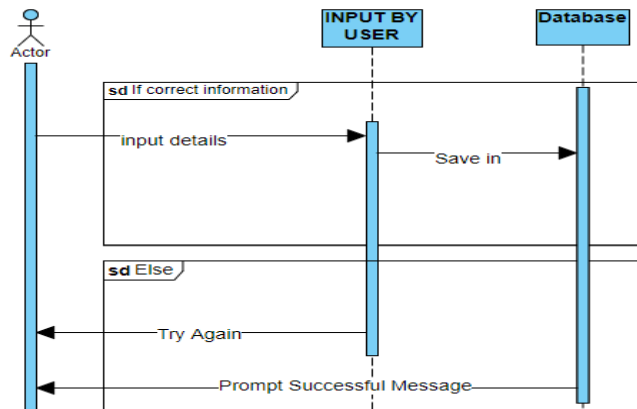 Actor
INPUT BY
USER
Database
sd If correct information
input details
Save in
sd Else
Try Again
Prompt Successful Message